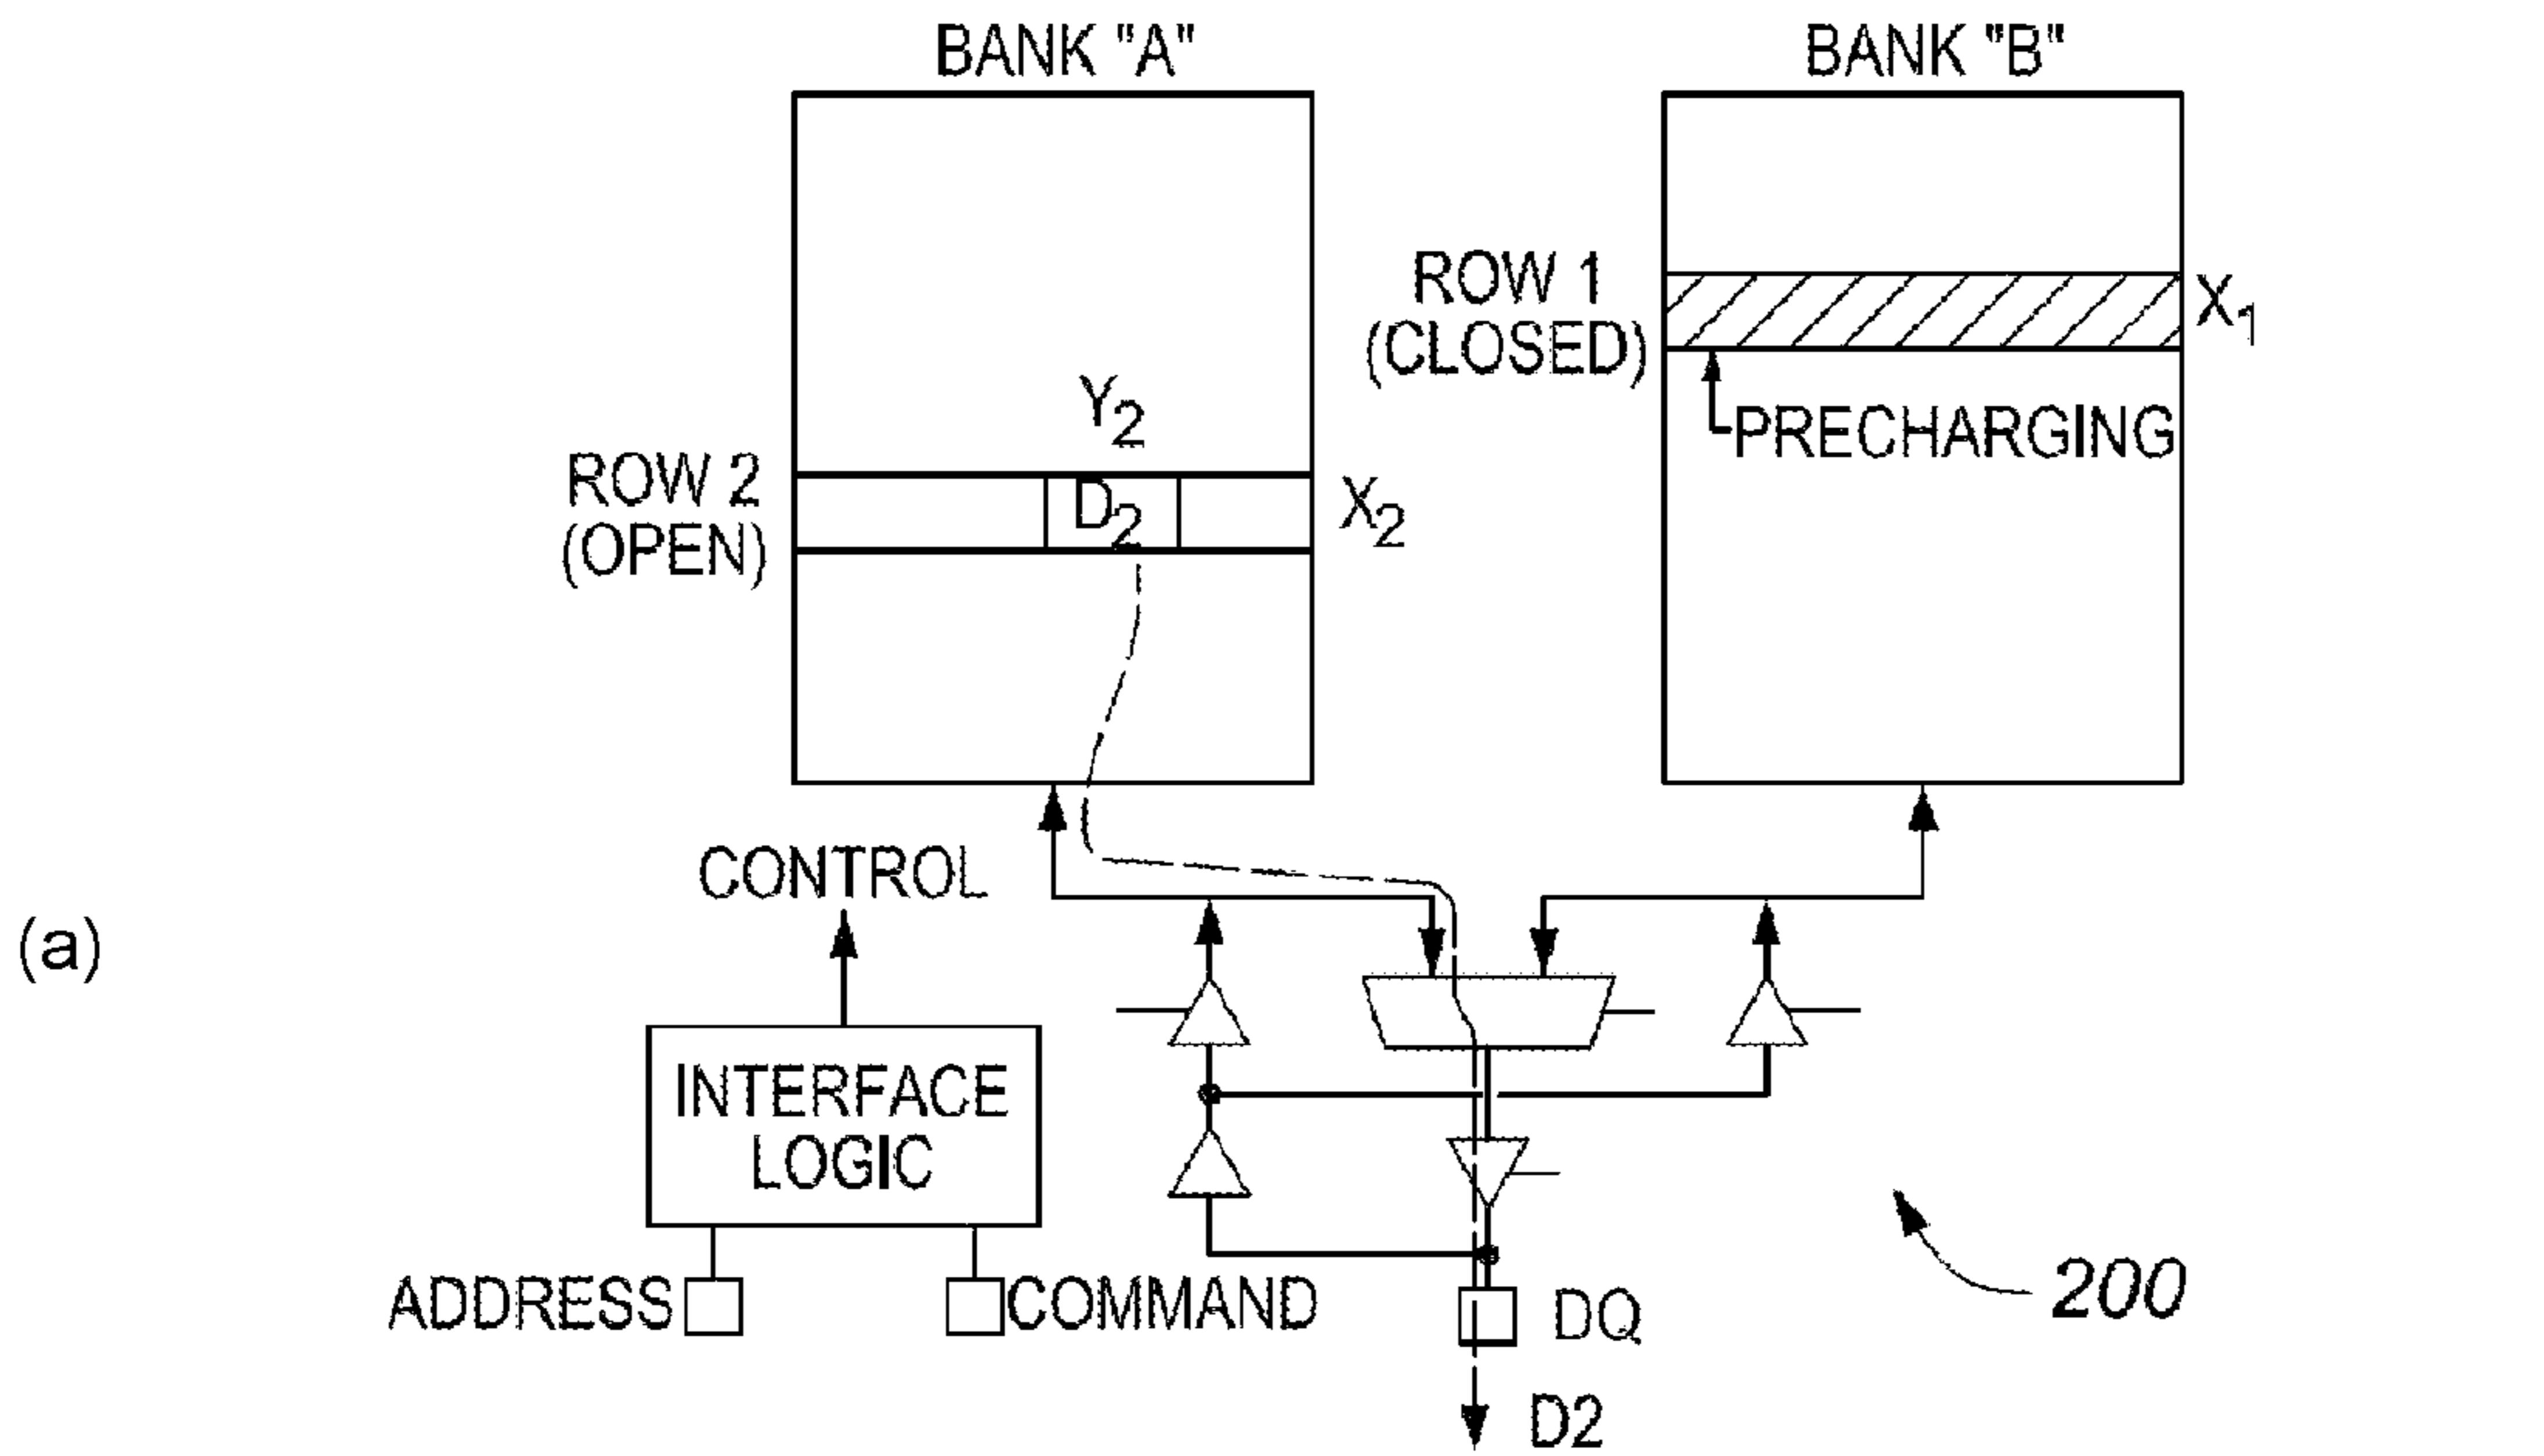 BANK "A"
BANK "B"
ROW 1
(CLOSED)
X1
PRECHARGING
Y2
ROW 2
(OPEN)
D2
X2
CONTROL
(a)
INTERFACE
LOGIC
ADDRESS
COMMAND
DQ
200
D2